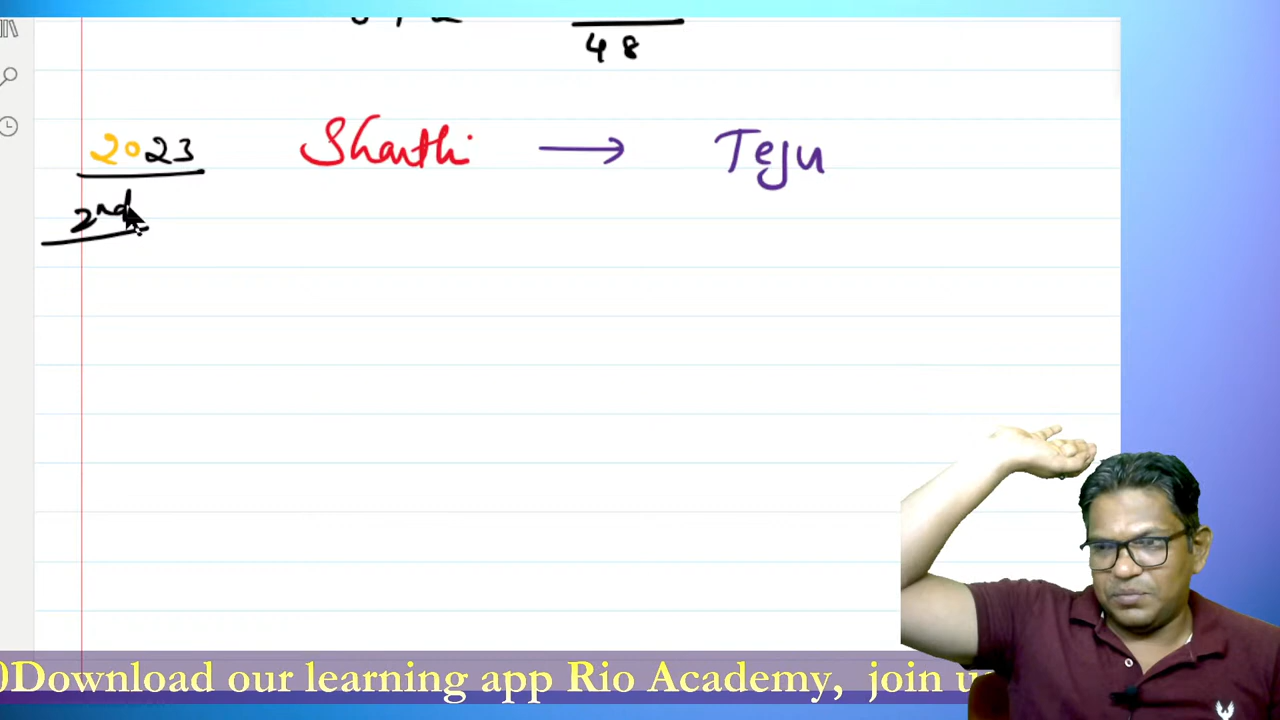 48
2023 Shanthi → Teju
2nd
Download our learning app Rio Academy, join u